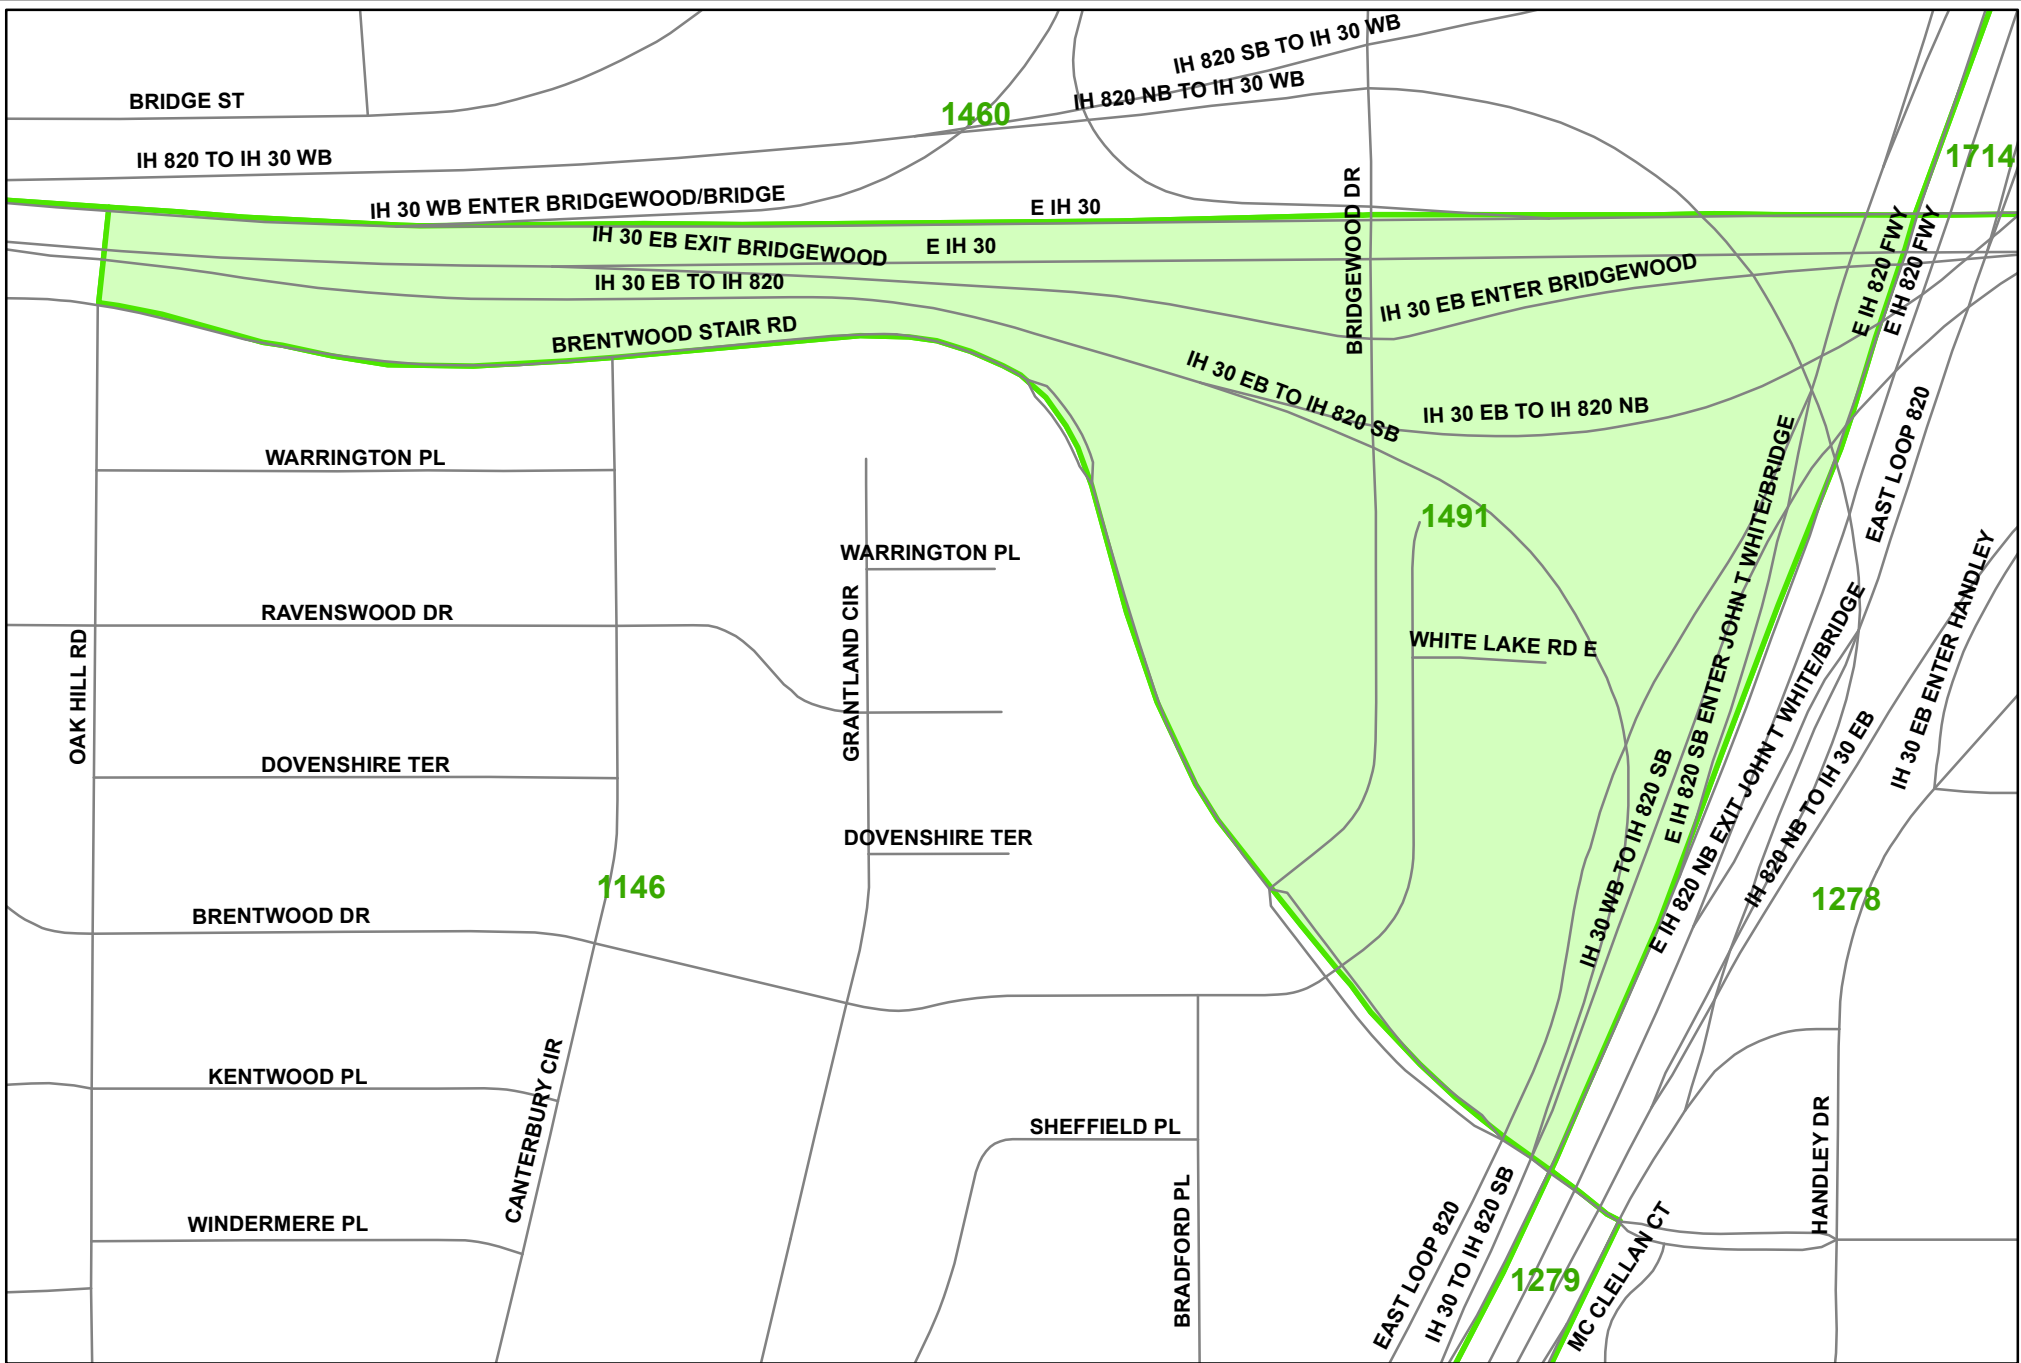 IH 820 SB TO IH 30 WB
BRIDGE ST
1460
IH 820 NB TO IH 30 WB
IH 820 TO IH 30 WB
1714
IH 30 WB ENTER BRIDGEWOOD/BRIDGE
E IH 30
BRIDGEWOOD DR
IH 30 EB EXIT BRIDGEWOOD
E IH 30
E IH 820 FWY
E IH 820 FWY
IH 30 EB TO IH 820
IH 30 EB ENTER BRIDGEWOOD
BRENTWOOD STAIR RD
IH 30 EB TO IH 820 SB
IH 30 EB TO IH 820 NB
EAST LOOP 820
WARRINGTON PL
1491
WARRINGTON PL
E IH 820 SB ENTER JOHN T WHITE/BRIDGE
IH 30 EB ENTER HANDLEY
RAVENSWOOD DR
GRANTLAND CIR
WHITE LAKE RD E
OAK HILL RD
E IH 820 NB EXIT JOHN T WHITE/BRIDGE
DOVENSHIRE TER
IH 30 WB TO IH 820 SB
IH 820 NB TO IH 30 EB
DOVENSHIRE TER
1146
1278
BRENTWOOD DR
KENTWOOD PL
CANTERBURY CIR
SHEFFIELD PL
HANDLEY DR
WINDERMERE PL
BRADFORD PL
EAST LOOP 820
IH 30 TO IH 820 SB
1279
MC CLELLAN CT